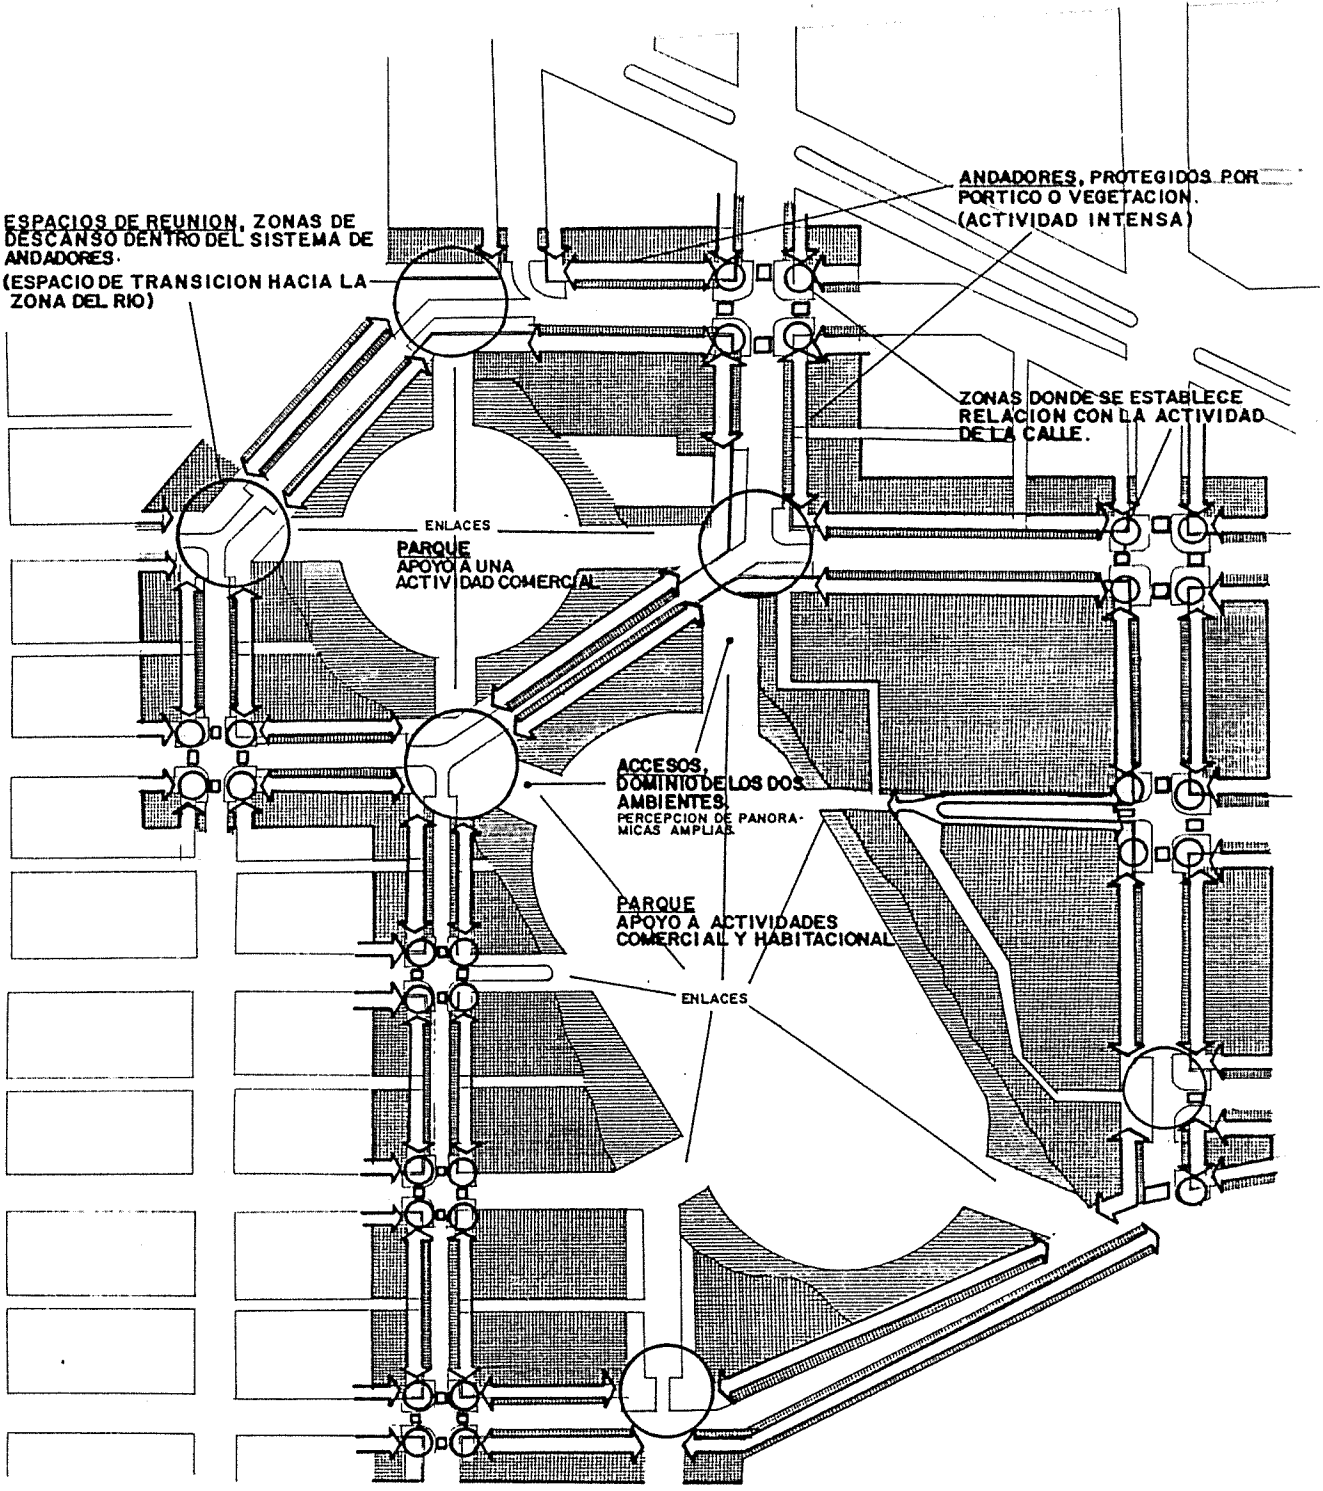 ANDADORES, PROTEGIDOS POR
PORTICO O VEGETACION.
(ACTIVIDAD INTENSA)
ESPACIOS DE REUNION, ZONAS DE
DESCANSO DENTRO DEL SISTEMA DE
ANDADORES.
(ESPACIO DE TRANSICION HACIA LA
ZONA DEL RIO)
ZONAS DONDE SE ESTABLECE
RELACION CON LA ACTIVIDAD
DE LA CALLE.
ENLACES
PARQUE
APOYO A UNA
ACTIVIDAD COMERCIAL
ACCESOS,
DOMINIO DE LOS DOS
AMBIENTES.
PERCEPCION DE PANORA-
MICAS AMPLIAS.
PARQUE
APOYO A ACTIVIDADES
COMERCIAL Y HABITACIONAL
ENLACES